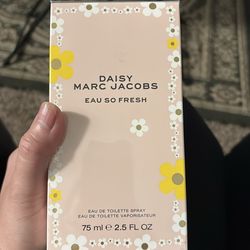 DAISY
MARC JACOBS
EAU SO FRESH
EAU DE TOILETTE SPRAY
EAU DE TOILETTE VAPORISATEUR
75 ml ℮ 2.5 FL OZ